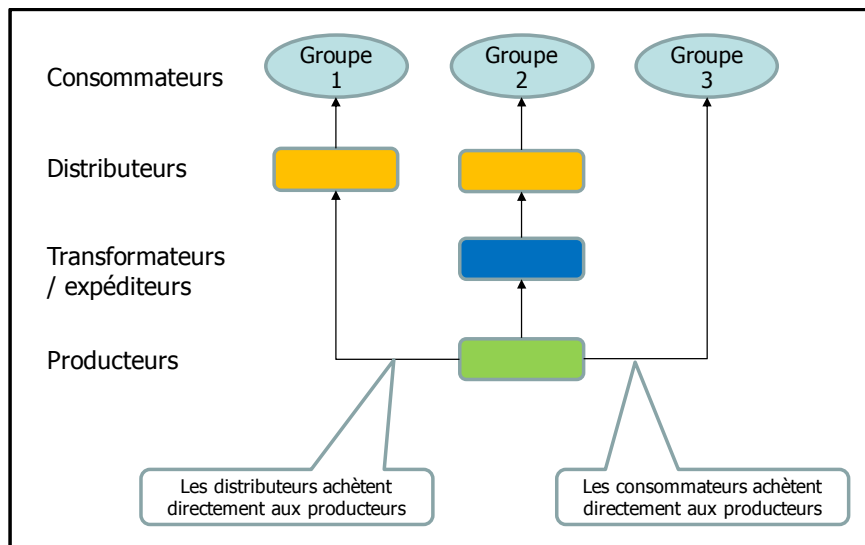 Consommateurs
Groupe
1
Groupe
2
Groupe
3
Distributeurs
Transformateurs
/ expéditeurs
Producteurs
Les distributeurs achètent
directement aux producteurs
Les consommateurs achètent
directement aux producteurs